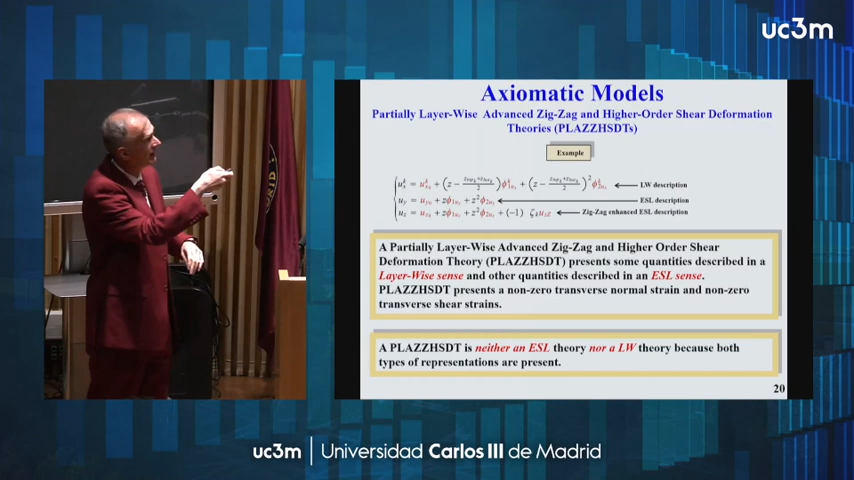 uc3m
Axiomatic Models
Partially Layer-Wise Advanced Zig-Zag and Higher-Order Shear Deformation
Theories (PLAZZHSDTs)
Example
LW description
ESL description
Zig-Zag enhanced ESL description
A Partially Layer-Wise Advanced Zig-Zag and Higher Order Shear
Deformation Theory (PLAZZHSDT) presents some quantities described in a
Layer-Wise sense and other quantities described in an ESL sense.
PLAZZHSDT presents a non-zero transverse normal strain and non-zero
transverse shear strains.
A PLAZZHSDT is neither an ESL theory nor a LW theory because both
types of representations are present.
20
uc3m | Universidad Carlos III de Madrid